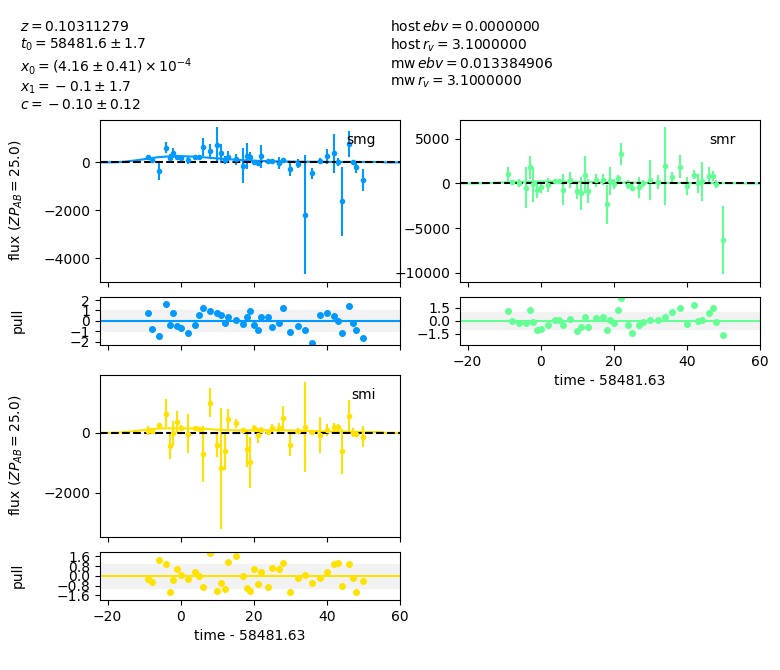 z = 0.10311279
t₀ = 58481.6 ± 1.7
x₀ = (4.16 ± 0.41) × 10⁻⁴
x₁ = −0.1 ± 1.7
c = −0.10 ± 0.12
host ebv = 0.0000000
host r_v = 3.1000000
mw ebv = 0.013384906
mw r_v = 3.1000000
smg
flux (ZP_AB = 25.0)
0
−2000
−4000
smr
5000
0
−5000
−10000
pull
2
1
0
−1
−2
1.5
0.0
−1.5
−20 0 20 40 60
time - 58481.63
smi
flux (ZP_AB = 25.0)
0
−2000
pull
1.6
0.8
0.0
−0.8
−1.6
−20 0 20 40 60
time - 58481.63